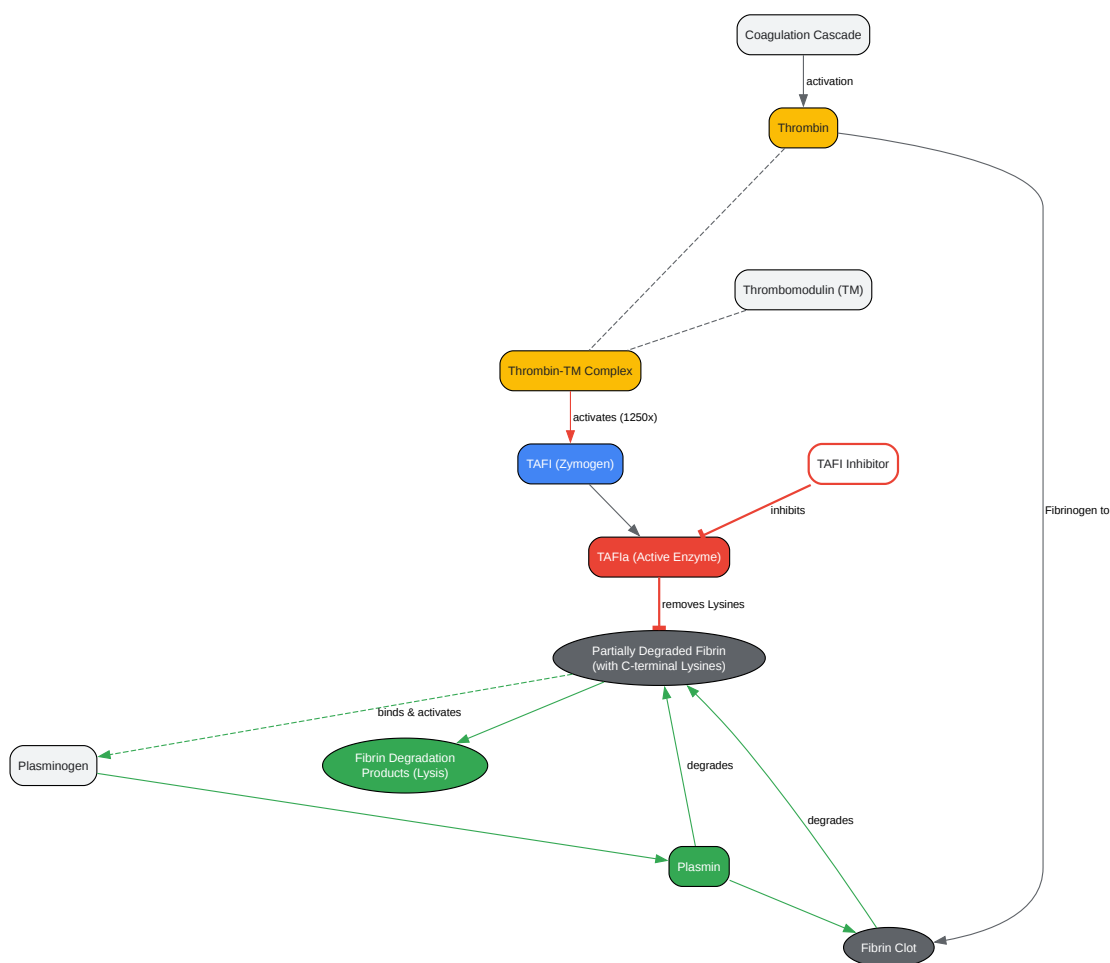 Coagulation Cascade
activation
Thrombin
Thrombomodulin (TM)
Thrombin-TM Complex
activates (1250x)
TAFI (Zymogen)
TAFI Inhibitor
inhibits
Fibrinogen to
TAFIa (Active Enzyme)
removes Lysines
Partially Degraded Fibrin
(with C-terminal Lysines)
binds & activates
Plasminogen
Fibrin Degradation
Products (Lysis)
degrades
degrades
Plasmin
Fibrin Clot